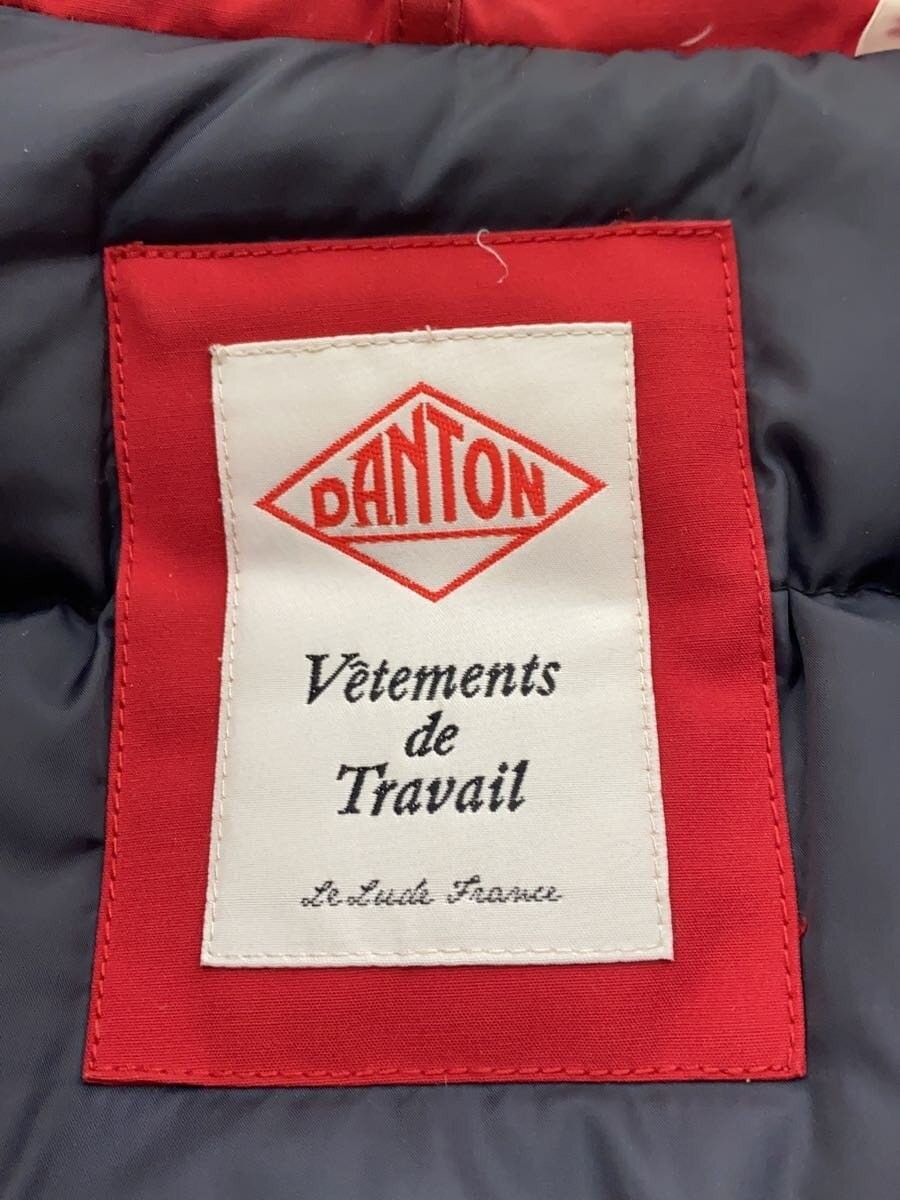 DANTON
Vêtements
de
Travail
Le Lude France